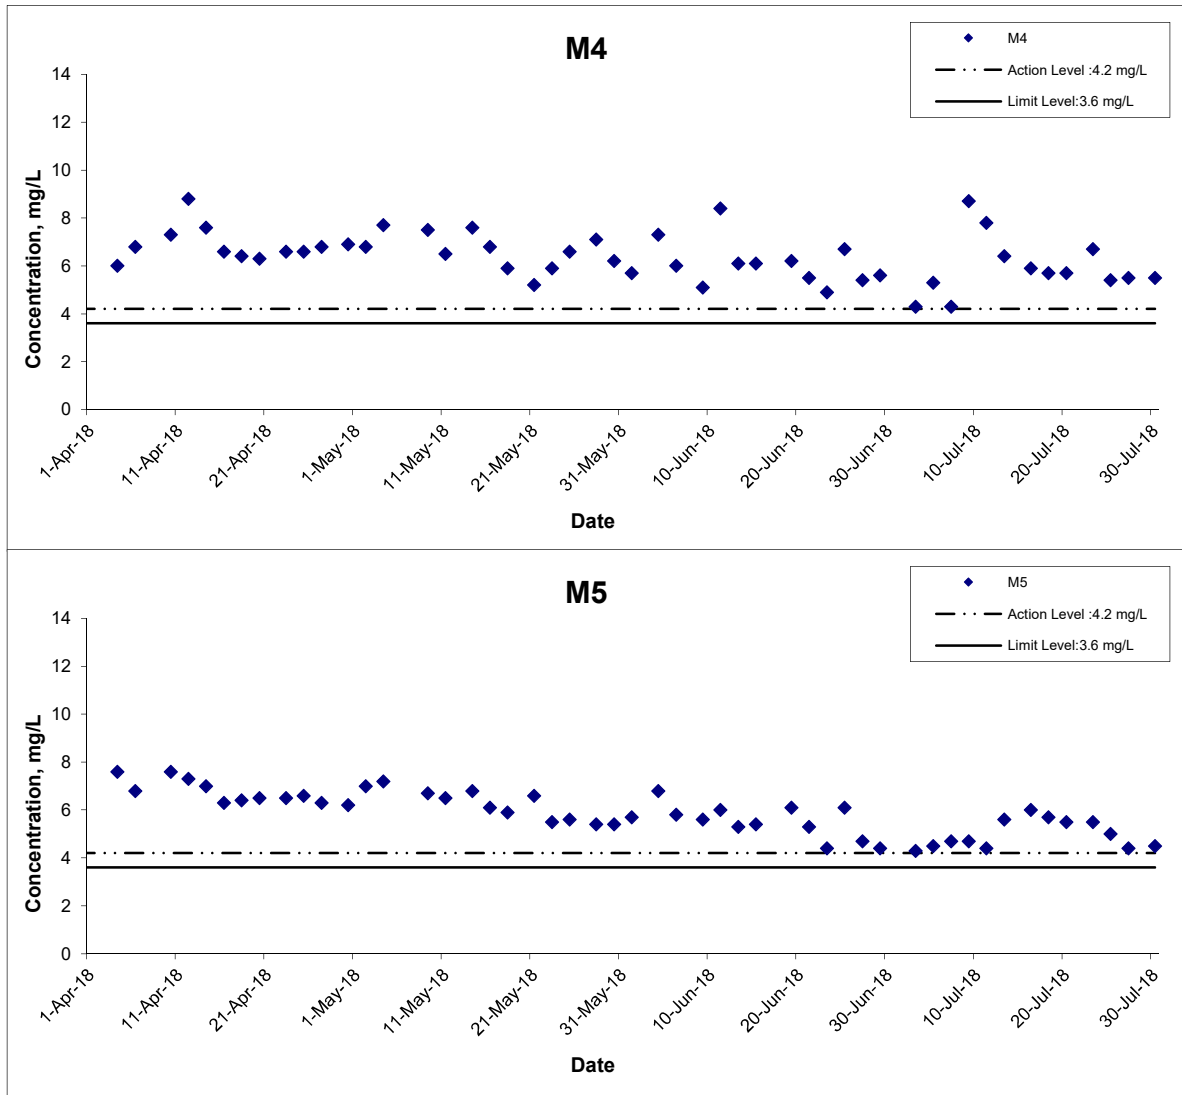 M4
M4
Action Level :4.2 mg/L
Limit Level:3.6 mg/L
14
12
10
8
6
4
2
0
Concentration, mg/L
1-Apr-18
11-Apr-18
21-Apr-18
1-May-18
11-May-18
21-May-18
31-May-18
10-Jun-18
20-Jun-18
30-Jun-18
10-Jul-18
20-Jul-18
30-Jul-18
Date
M5
M5
Action Level :4.2 mg/L
Limit Level:3.6 mg/L
14
12
10
8
6
4
2
0
Concentration, mg/L
1-Apr-18
11-Apr-18
21-Apr-18
1-May-18
11-May-18
21-May-18
31-May-18
10-Jun-18
20-Jun-18
30-Jun-18
10-Jul-18
20-Jul-18
30-Jul-18
Date